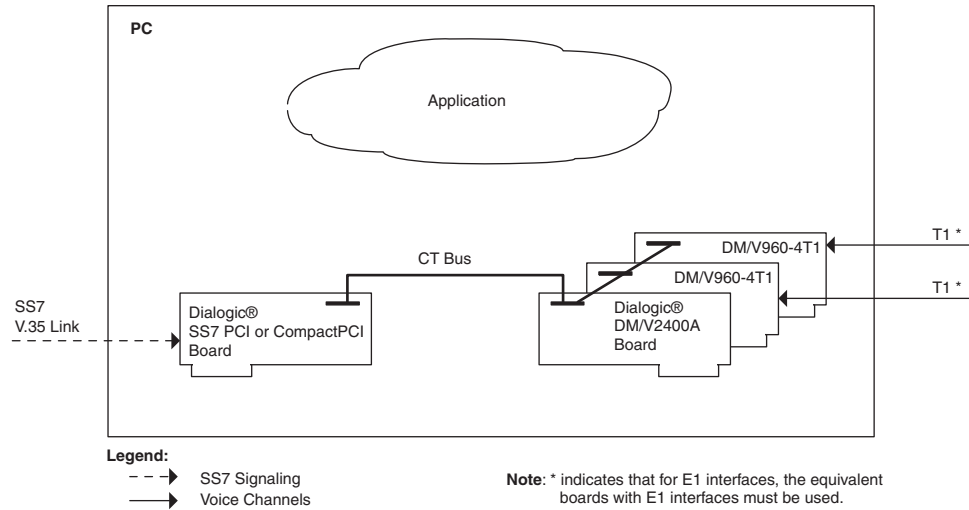 PC
Application
T1 *
DM/V960-4T1
CT Bus
DM/V960-4T1
T1 *
SS7
V.35 Link
Dialogic®
SS7 PCI or CompactPCI
Board
Dialogic®
DM/V2400A
Board
Legend:
SS7 Signaling
Voice Channels
Note: * indicates that for E1 interfaces, the equivalent
boards with E1 interfaces must be used.